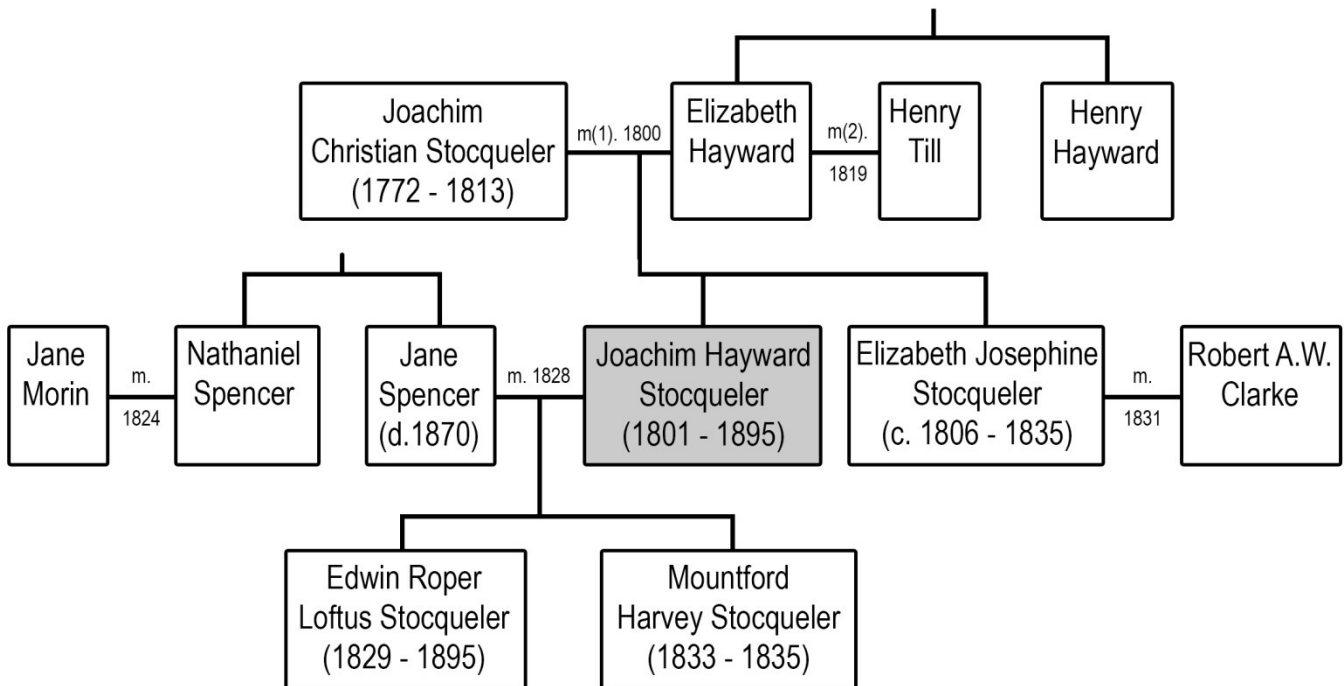 Joachim
Christian Stocqueler
(1772 - 1813)
m(1). 1800
Elizabeth
Hayward
m(2).
1819
Henry
Till
Henry
Hayward
Jane
Morin
m.
1824
Nathaniel
Spencer
Jane
Spencer
(d.1870)
m. 1828
Joachim Hayward
Stocqueler
(1801 - 1895)
Elizabeth Josephine
Stocqueler
(c. 1806 - 1835)
m.
1831
Robert A.W.
Clarke
Edwin Roper
Loftus Stocqueler
(1829 - 1895)
Mountford
Harvey Stocqueler
(1833 - 1835)